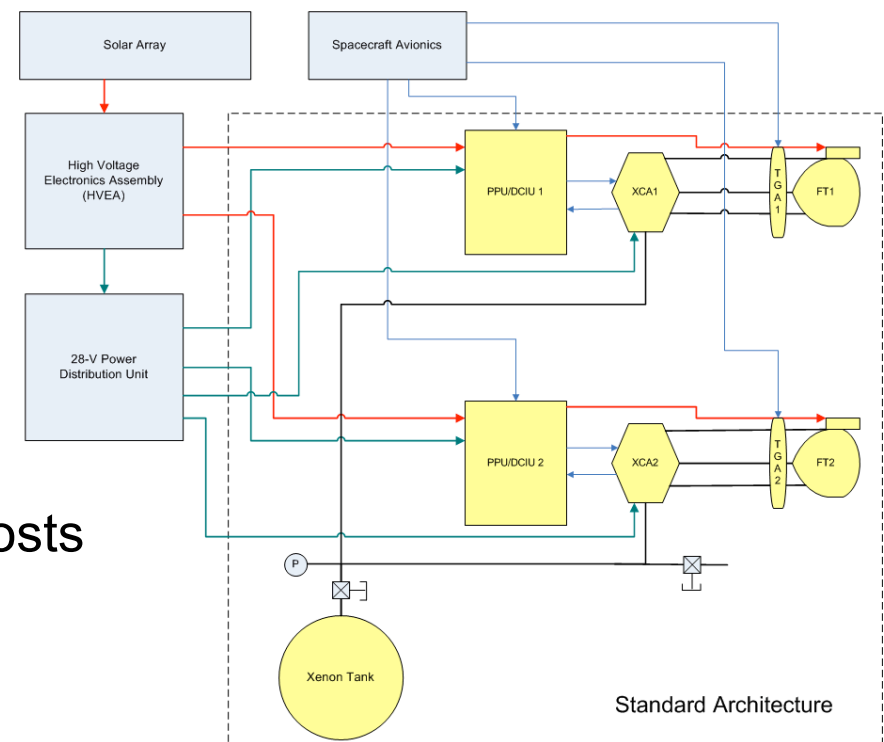 Solar Array
Spacecraft Avionics
High Voltage
Electronics Assembly
(HVEA)
PPU/DCIU 1
XCA1
T
G
A
1
FT1
28-V Power
Distribution Unit
PPU/DCIU 2
XCA2
T
G
A
2
FT2
osts
P
Xenon Tank
Standard Architecture